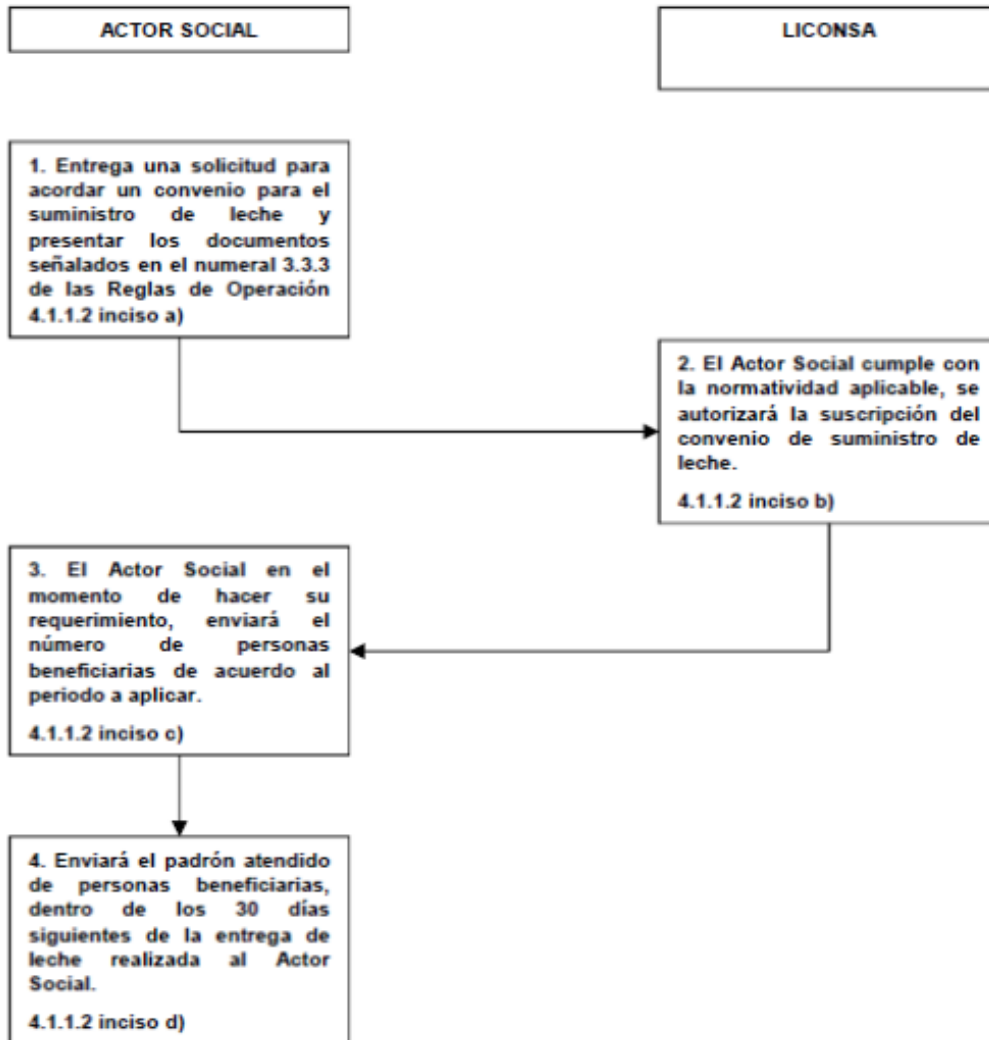 ACTOR SOCIAL
LICONSA
1. Entrega una solicitud para
acordar un convenio para el
suministro de leche y
presentar los documentos
señalados en el numeral 3.3.3
de las Reglas de Operación
4.1.1.2 inciso a)
2. El Actor Social cumple con
la normatividad aplicable, se
autorizará la suscripción del
convenio de suministro de
leche.
4.1.1.2 inciso b)
3. El Actor Social en el
momento de hacer su
requerimiento, enviará el
número de personas
beneficiarias de acuerdo al
periodo a aplicar.
4.1.1.2 inciso c)
4. Enviará el padrón atendido
de personas beneficiarias,
dentro de los 30 días
siguientes de la entrega de
leche realizada al Actor
Social.
4.1.1.2 inciso d)